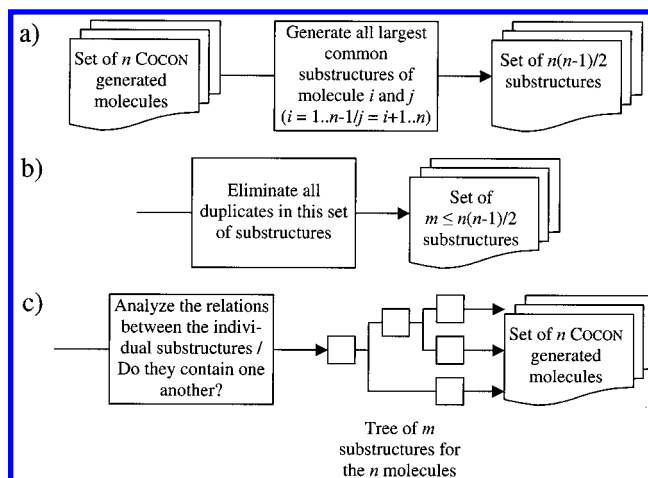 a)
Set of n COCON
generated
molecules
Generate all largest
common
substructures of
molecule i and j
(i = 1..n-1/j = i+1..n)
Set of n(n-1)/2
substructures
b)
Eliminate all
duplicates in this set
of substructures
Set of
m ≤ n(n-1)/2
substructures
c)
Analyze the relations
between the indivi-
dual substructures /
Do they contain one
another?
Set of n COCON
generated
molecules
Tree of m
substructures for
the n molecules